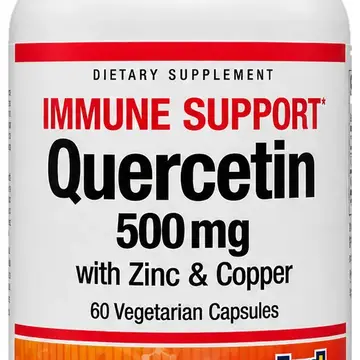 DIETARY SUPPLEMENT
IMMUNE SUPPORT*
Quercetin
500 mg
with Zinc & Copper
60 Vegetarian Capsules